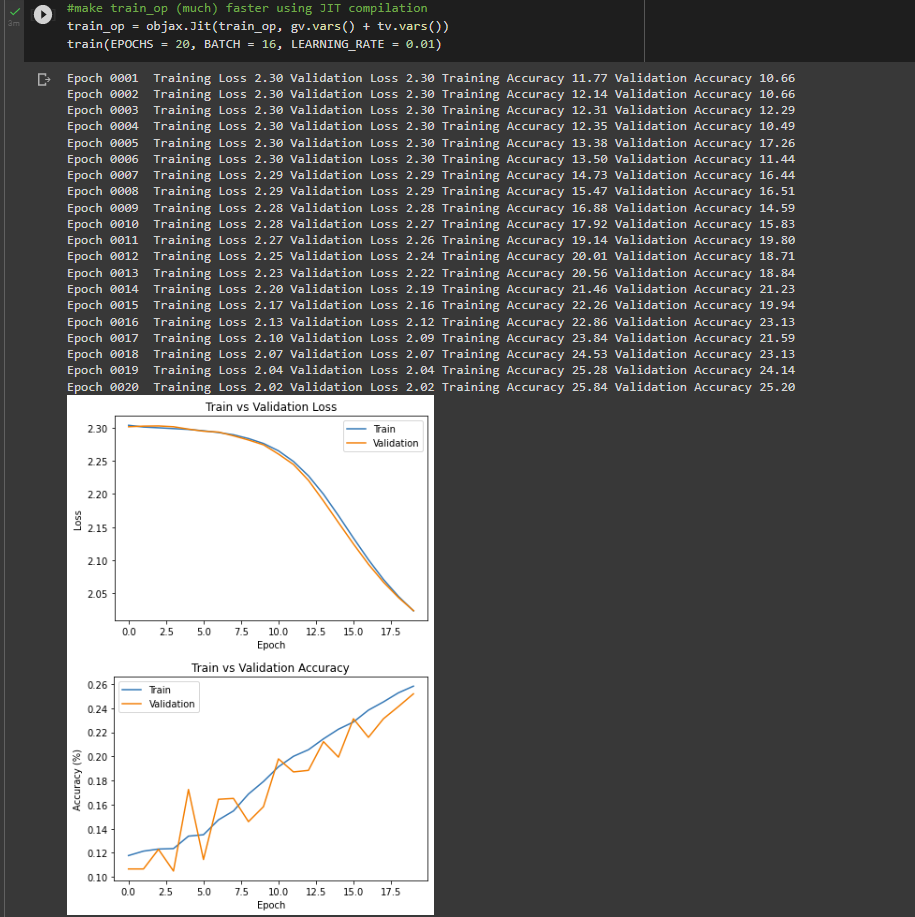 #make train_op (much) faster using JIT compilation
train_op = objax.Jit(train_op, gv.vars() + tv.vars())
train(EPOCHS = 20, BATCH = 16, LEARNING_RATE = 0.01)
2m
Epoch 0001  Training Loss 2.30 Validation Loss 2.30 Training Accuracy 11.77 Validation Accuracy 10.66
Epoch 0002  Training Loss 2.30 Validation Loss 2.30 Training Accuracy 12.14 Validation Accuracy 10.66
Epoch 0003  Training Loss 2.30 Validation Loss 2.30 Training Accuracy 12.31 Validation Accuracy 12.29
Epoch 0004  Training Loss 2.30 Validation Loss 2.30 Training Accuracy 12.35 Validation Accuracy 10.49
Epoch 0005  Training Loss 2.30 Validation Loss 2.30 Training Accuracy 13.38 Validation Accuracy 17.26
Epoch 0006  Training Loss 2.30 Validation Loss 2.30 Training Accuracy 13.50 Validation Accuracy 11.44
Epoch 0007  Training Loss 2.29 Validation Loss 2.29 Training Accuracy 14.73 Validation Accuracy 16.44
Epoch 0008  Training Loss 2.29 Validation Loss 2.29 Training Accuracy 15.47 Validation Accuracy 16.51
Epoch 0009  Training Loss 2.28 Validation Loss 2.28 Training Accuracy 16.88 Validation Accuracy 14.59
Epoch 0010  Training Loss 2.28 Validation Loss 2.27 Training Accuracy 17.92 Validation Accuracy 15.83
Epoch 0011  Training Loss 2.27 Validation Loss 2.26 Training Accuracy 19.14 Validation Accuracy 19.80
Epoch 0012  Training Loss 2.25 Validation Loss 2.24 Training Accuracy 20.01 Validation Accuracy 18.71
Epoch 0013  Training Loss 2.23 Validation Loss 2.22 Training Accuracy 20.56 Validation Accuracy 18.84
Epoch 0014  Training Loss 2.20 Validation Loss 2.19 Training Accuracy 21.46 Validation Accuracy 21.23
Epoch 0015  Training Loss 2.17 Validation Loss 2.16 Training Accuracy 22.26 Validation Accuracy 19.94
Epoch 0016  Training Loss 2.13 Validation Loss 2.12 Training Accuracy 22.86 Validation Accuracy 23.13
Epoch 0017  Training Loss 2.10 Validation Loss 2.09 Training Accuracy 23.84 Validation Accuracy 21.59
Epoch 0018  Training Loss 2.07 Validation Loss 2.07 Training Accuracy 24.53 Validation Accuracy 23.13
Epoch 0019  Training Loss 2.04 Validation Loss 2.04 Training Accuracy 25.28 Validation Accuracy 24.14
Epoch 0020  Training Loss 2.02 Validation Loss 2.02 Training Accuracy 25.84 Validation Accuracy 25.20
Train vs Validation Loss
Train
Validation
2.30
2.25
2.20
2.15
2.10
2.05
Loss
0.0 2.5 5.0 7.5 10.0 12.5 15.0 17.5
Epoch
Train vs Validation Accuracy
Train
Validation
0.26
0.24
0.22
0.20
0.18
0.16
0.14
0.12
0.10
Accuracy (%)
0.0 2.5 5.0 7.5 10.0 12.5 15.0 17.5
Epoch